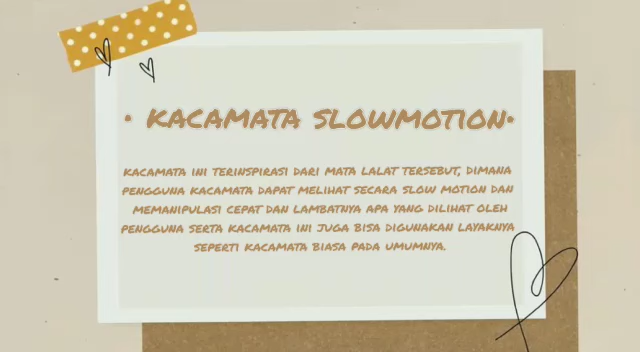 • KACAMATA SLOWMOTION•
KACAMATA INI TERINSPIRASI DARI MATA LALAT TERSEBUT, DIMANA
PENGGUNA KACAMATA DAPAT MELIHAT SECARA SLOW MOTION DAN
MEMANIPULASI CEPAT DAN LAMBATNYA APA YANG DILIHAT OLEH
PENGGUNA SERTA KACAMATA INI JUGA BISA DIGUNAKAN LAYAKNYA
SEPERTI KACAMATA BIASA PADA UMUMNYA.